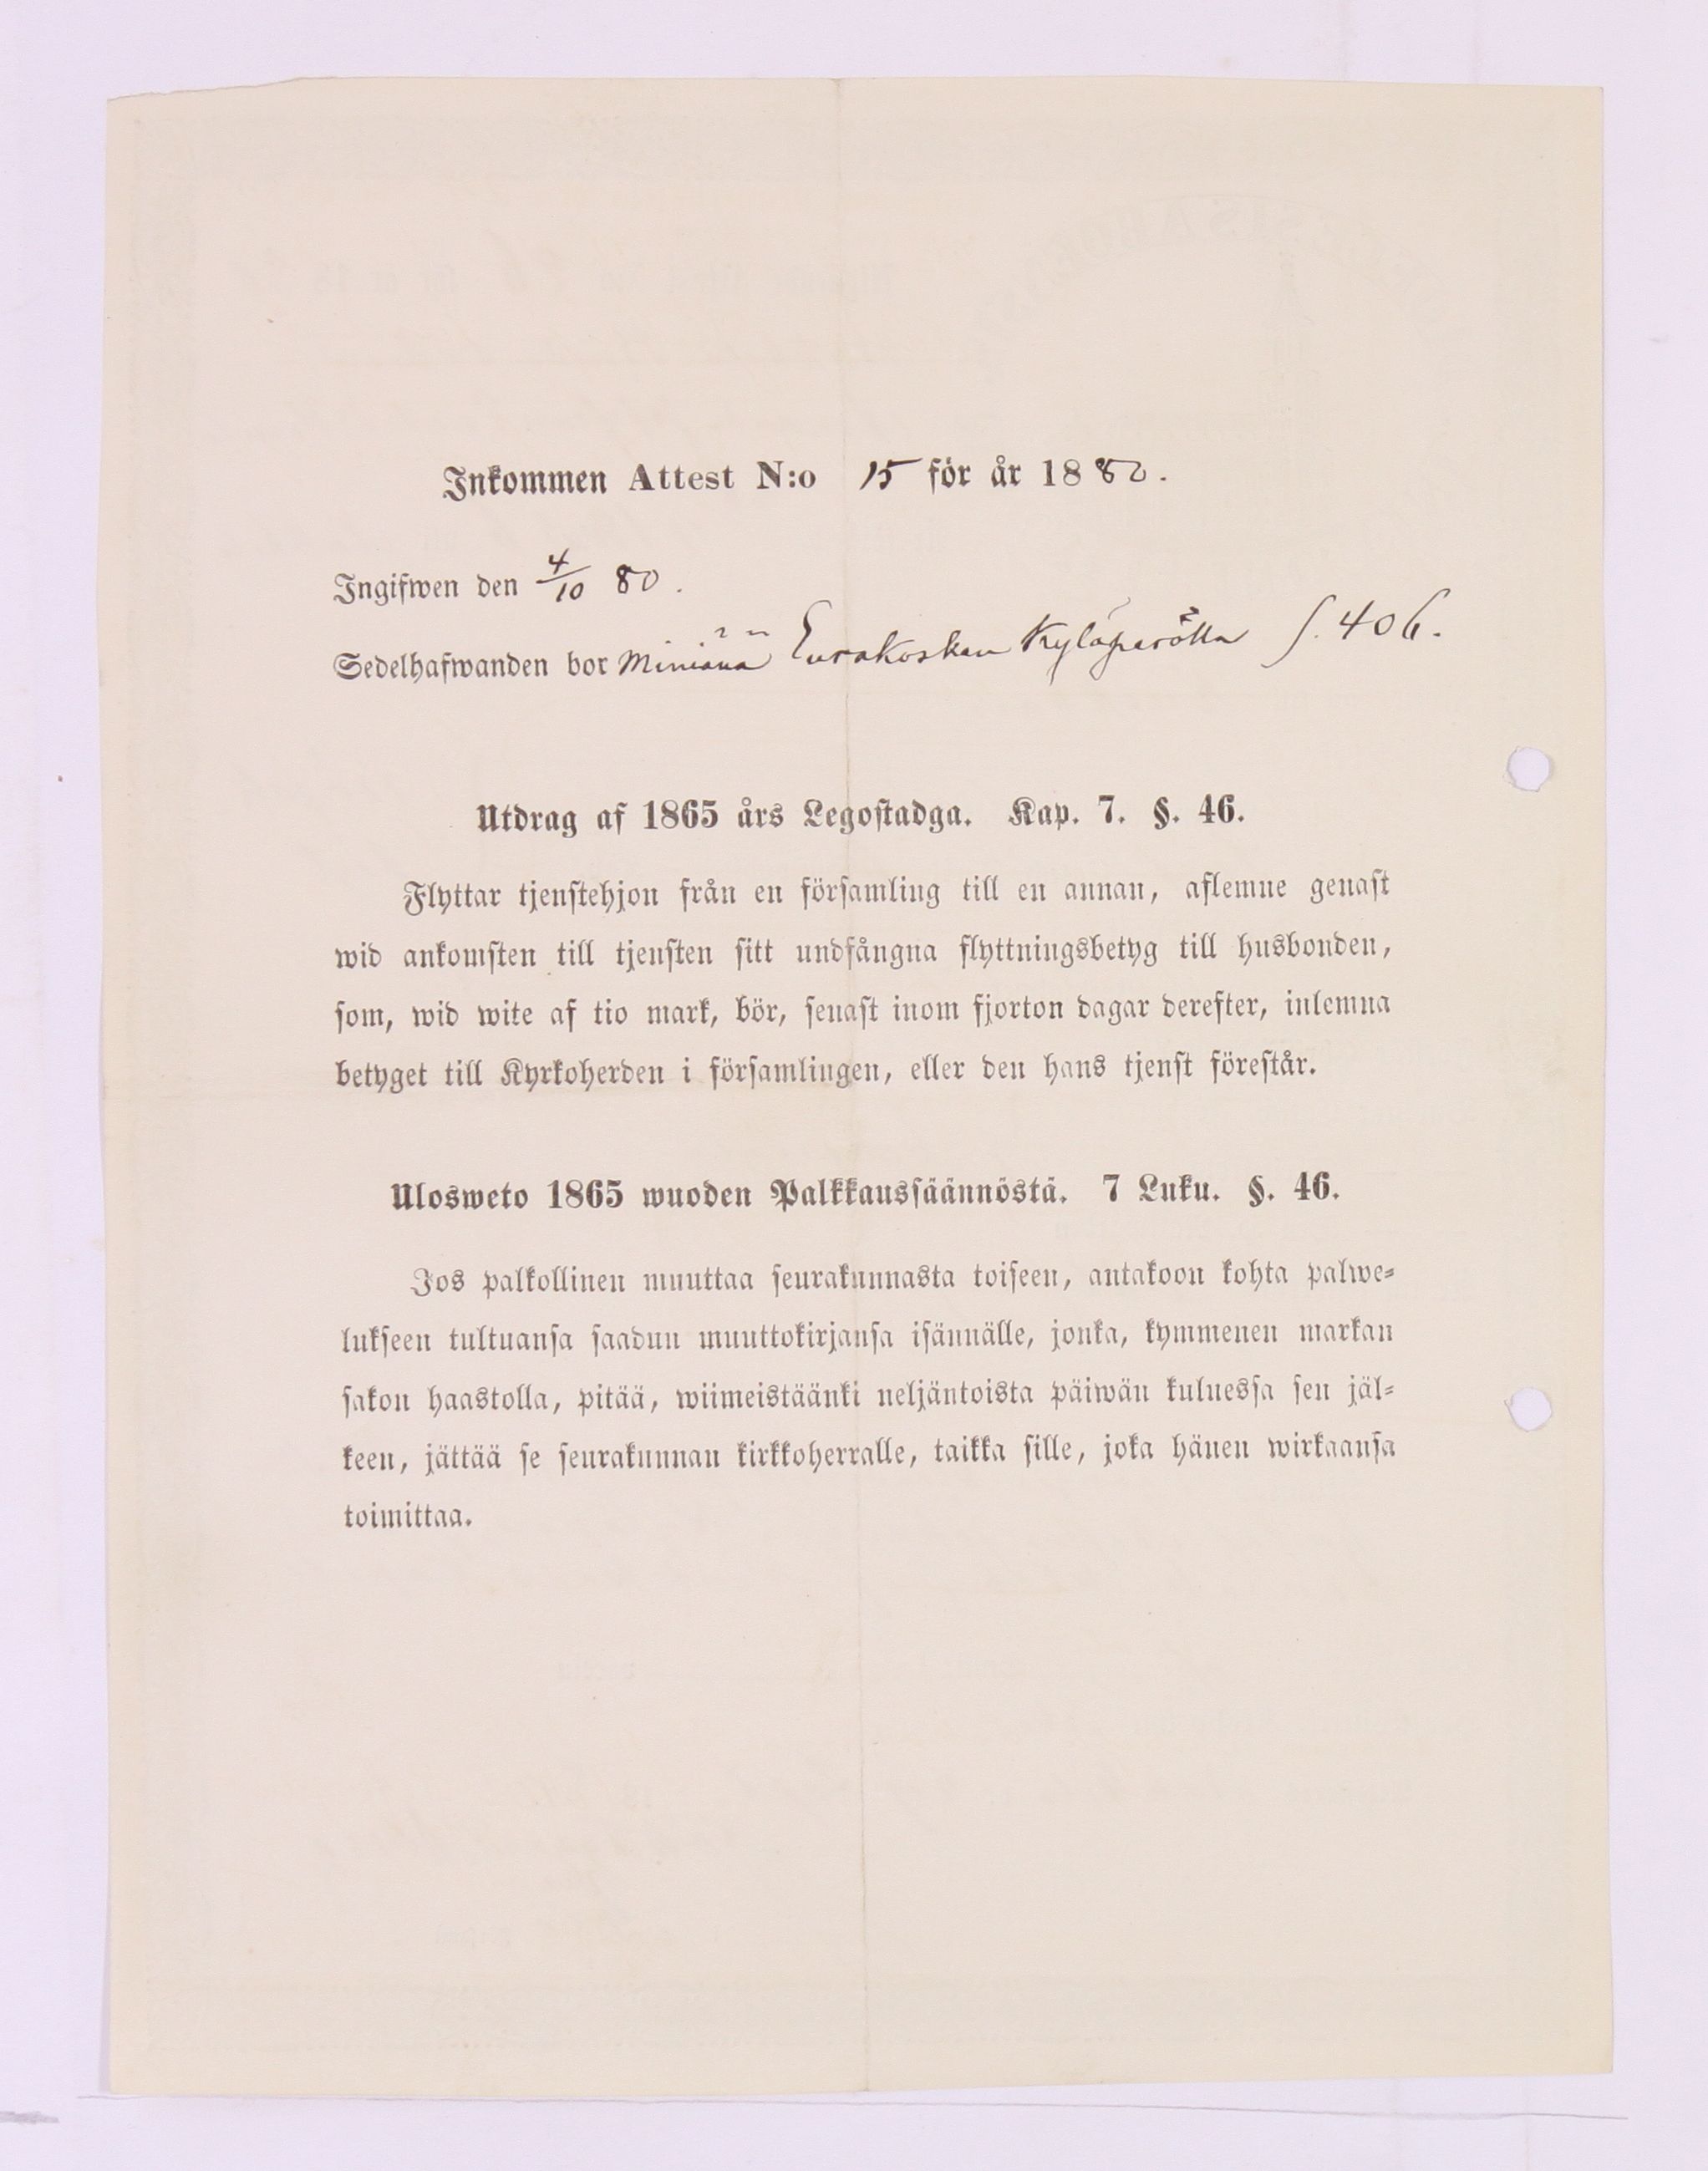 Inkommen Attest N:o 15 för år 1880.
Ingifwen den 4/10 80.
Sedelhafwanden bor Miniänä Eurakosken Kyläperällä S. 406.
Utdrag af 1865 års Legostadga. Kap. 7. §. 46.
Flyttar tjenstehjon från en församling till en annan, aflemne genast
wid ankomsten till tjensten sitt undfångna flyttningsbetyg till husbonden,
som, wid wite af tio mark, bör, senast inom fjorton dagar derefter, inlemna
betyget till Kyrkoherden i församlingen, eller den hans tjenst förestår.
Ulosweto 1865 wuoden Palkkaussäännöstä. 7 Luku. §. 46.
Jos palkollinen muuttaa seurakunnasta toiseen, antakoon kohta palwe-
lukseen tultuansa saadun muuttokirjansa isännälle, jonka, kymmenen markan
sakon haastolla, pitää, wiimeistäänki neljäntoista päiwän kuluessa sen jäl-
keen, jättää se seurakunnan kirkkoherralle, taikka sille, joka hänen wirkaansa
toimittaa.